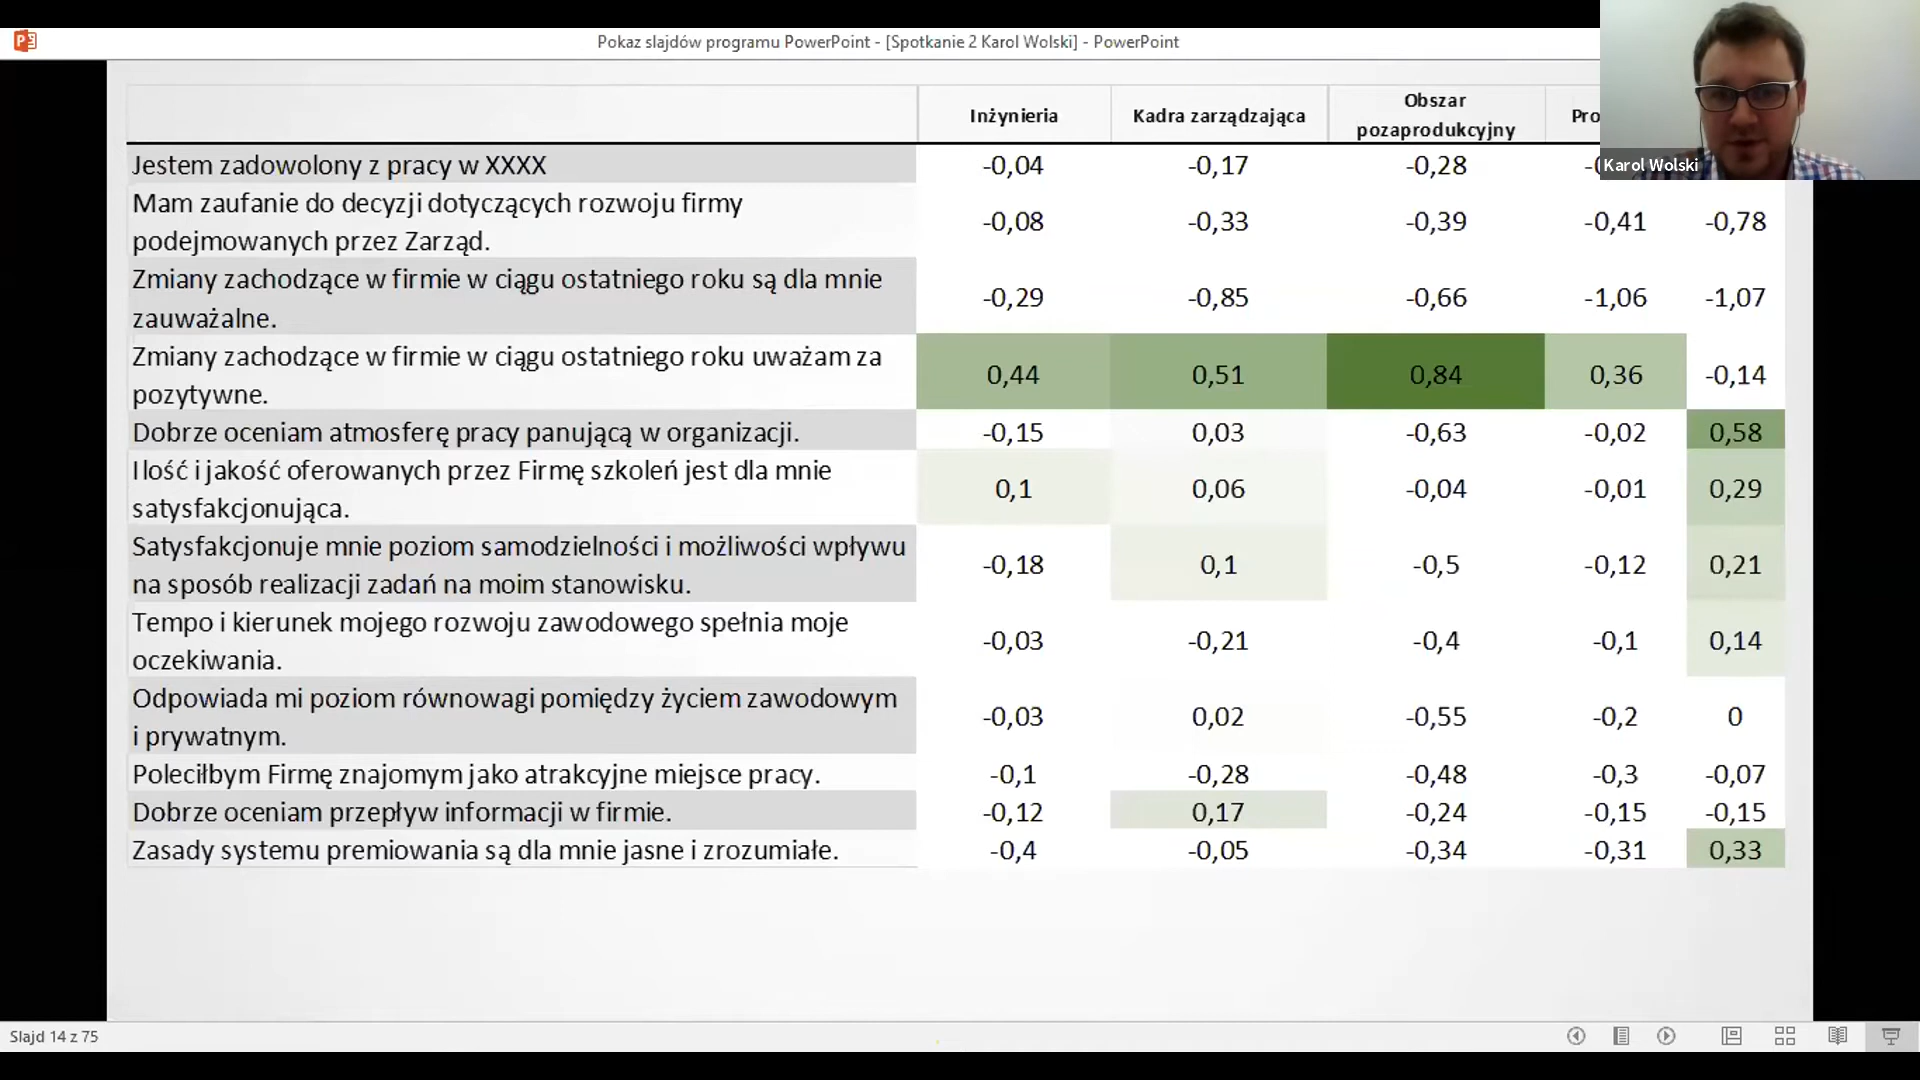 Pokaz slajdów programu PowerPoint - [Spotkanie 2 Karol Wolski] - PowerPoint
Inżynieria
Kadra zarządzająca
Obszar
pozaprodukcyjny
Karol Wolski
Jestem zadowolony z pracy w XXXX
-0,04 -0,17 -0,28
Mam zaufanie do decyzji dotyczących rozwoju firmy
podejmowanych przez Zarząd.
-0,08 -0,33 -0,39 -0,41 -0,78
Zmiany zachodzące w firmie w ciągu ostatniego roku są dla mnie
zauważalne.
-0,29 -0,85 -0,66 -1,06 -1,07
Zmiany zachodzące w firmie w ciągu ostatniego roku uważam za
pozytywne.
0,44 0,51 0,84 0,36 -0,14
Dobrze oceniam atmosferę pracy panującą w organizacji.
-0,15 0,03 -0,63 -0,02 0,58
Ilość i jakość oferowanych przez Firmę szkoleń jest dla mnie
satysfakcjonująca.
0,1 0,06 -0,04 -0,01 0,29
Satysfakcjonuje mnie poziom samodzielności i możliwości wpływu
na sposób realizacji zadań na moim stanowisku.
-0,18 0,1 -0,5 -0,12 0,21
Tempo i kierunek mojego rozwoju zawodowego spełnia moje
oczekiwania.
-0,03 -0,21 -0,4 -0,1 0,14
Odpowiada mi poziom równowagi pomiędzy życiem zawodowym
i prywatnym.
-0,03 0,02 -0,55 -0,2 0
Poleciłbym Firmę znajomym jako atrakcyjne miejsce pracy.
-0,1 -0,28 -0,48 -0,3 -0,07
Dobrze oceniam przepływ informacji w firmie.
-0,12 0,17 -0,24 -0,15 -0,15
Zasady systemu premiowania są dla mnie jasne i zrozumiałe.
-0,4 -0,05 -0,34 -0,31 0,33
Slajd 14 z 75